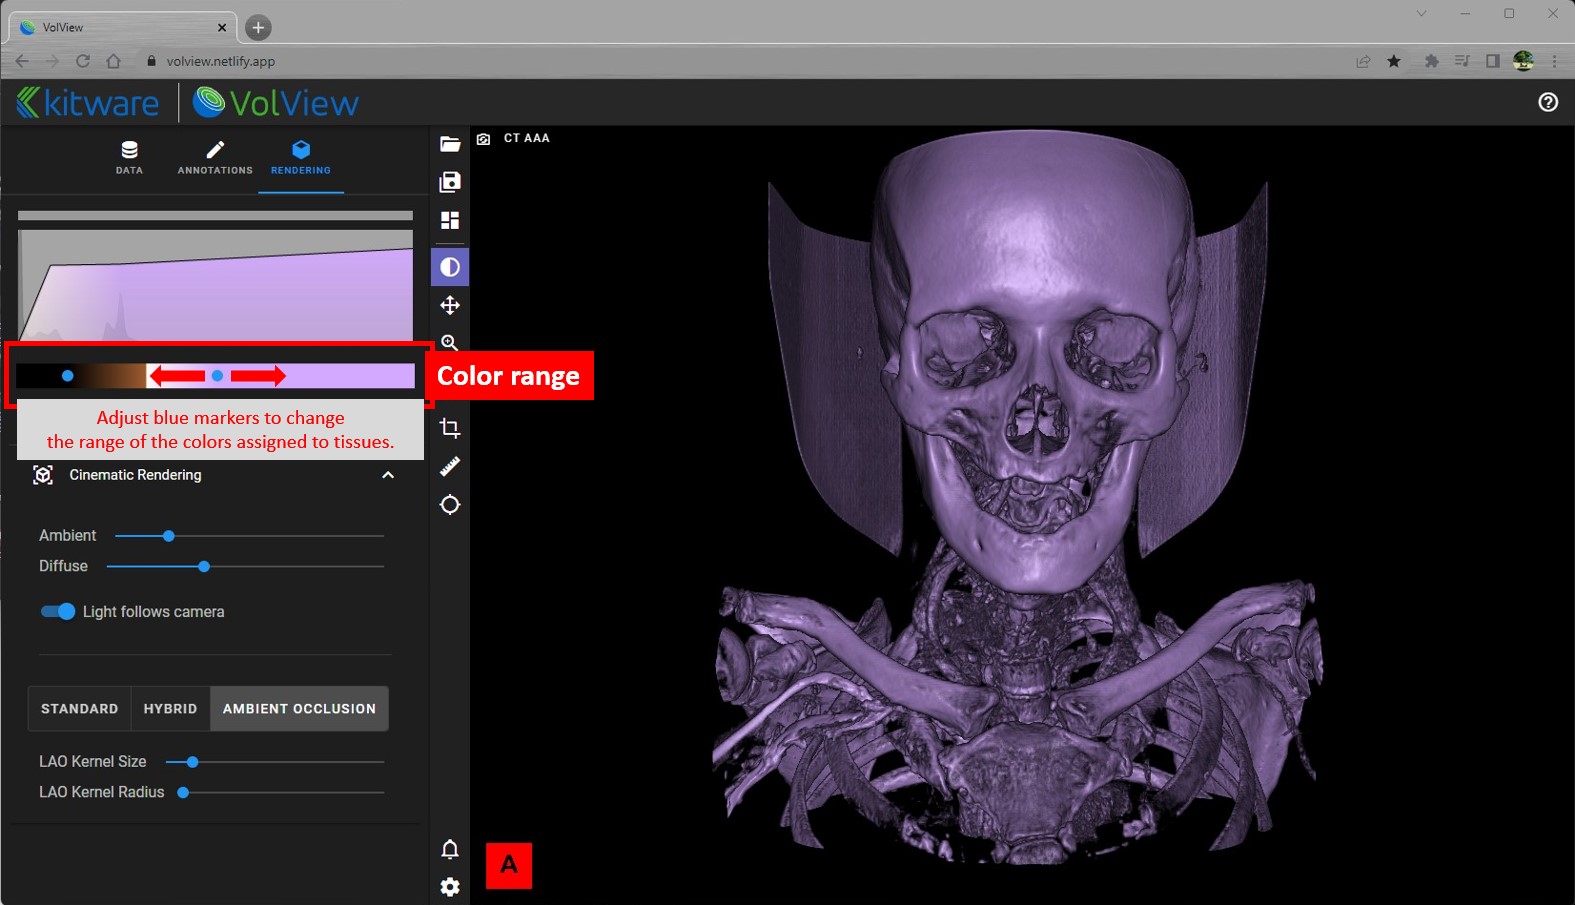 VolView
volview.netlify.app
kitware
VolView
DATA
ANNOTATIONS
RENDERING
CT AAA
Color range
Adjust blue markers to change
the range of the colors assigned to tissues.
Cinematic Rendering
Ambient
Diffuse
Light follows camera
STANDARD HYBRID AMBIENT OCCLUSION
LAO Kernel Size
LAO Kernel Radius
A